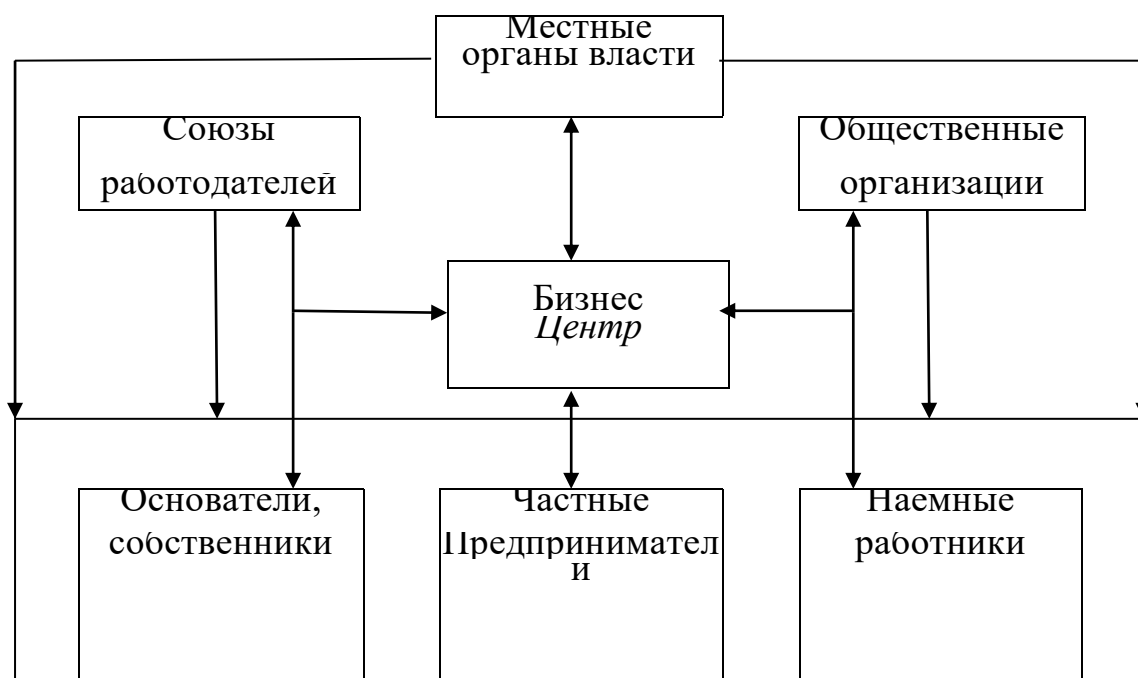 Местные
органы власти
Союзы
работодателей
Общественные
организации
Бизнес
Центр
Основатели,
собственники
Частные
Предпринимател
и
Наемные
работники